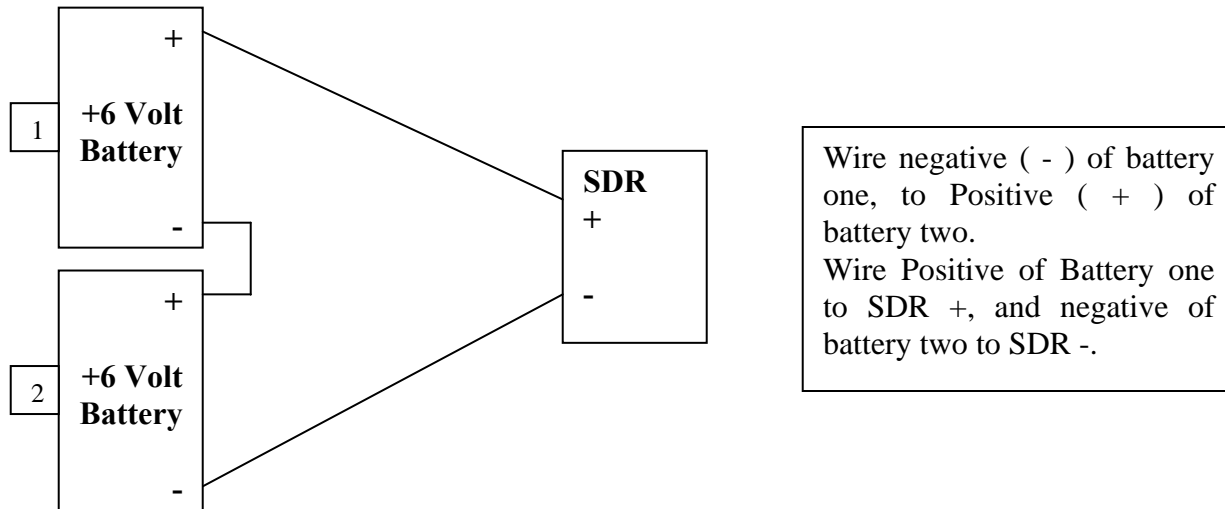 +
1
+6 Volt
Battery
-
+
2
+6 Volt
Battery
-
SDR
+
-
Wire negative ( - ) of battery
one, to Positive ( + ) of
battery two.
Wire Positive of Battery one
to SDR +, and negative of
battery two to SDR -.